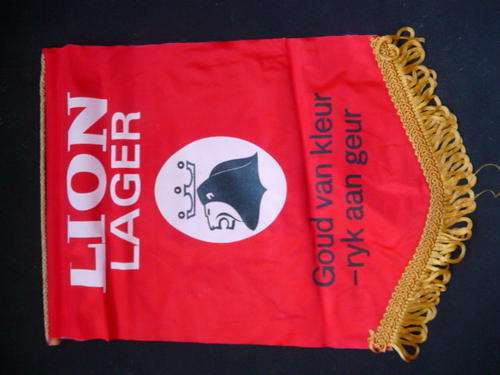 LION
LAGER
Goud van kleur
–ryk aan geur